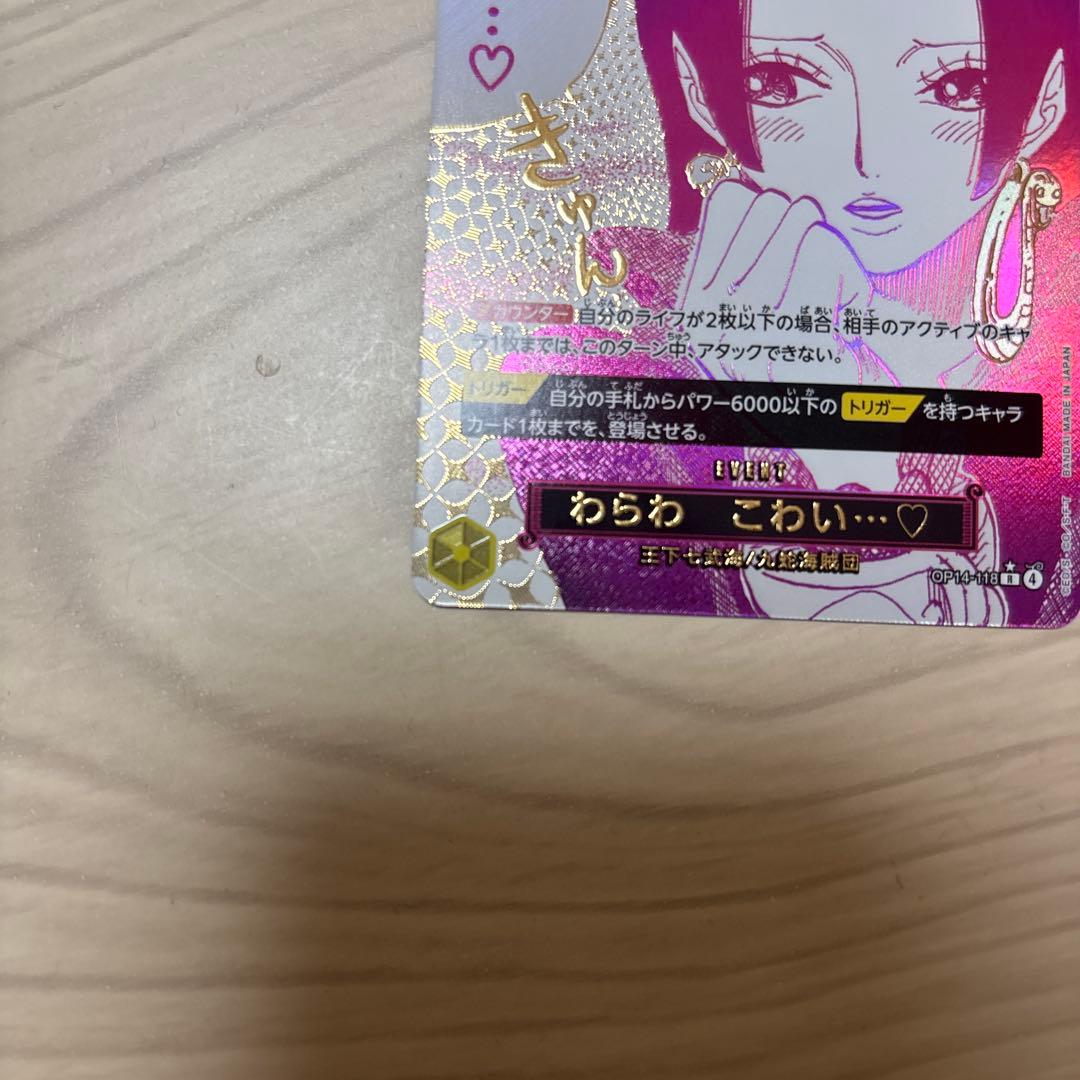 …♡
きゅん
カウンター 自分のライフが2枚以下の場合、相手のアクティブのキャ
ラ1枚までは、このターン中、アタックできない。
トリガー 自分の手札からパワー6000以下の トリガー を持つキャラ
カード1枚までを、登場させる。
EVENT
わらわ　こわい…♡
王下七武海/九蛇海賊団
OP14-118 R ★ 4
BANDAI MADE IN JAPAN